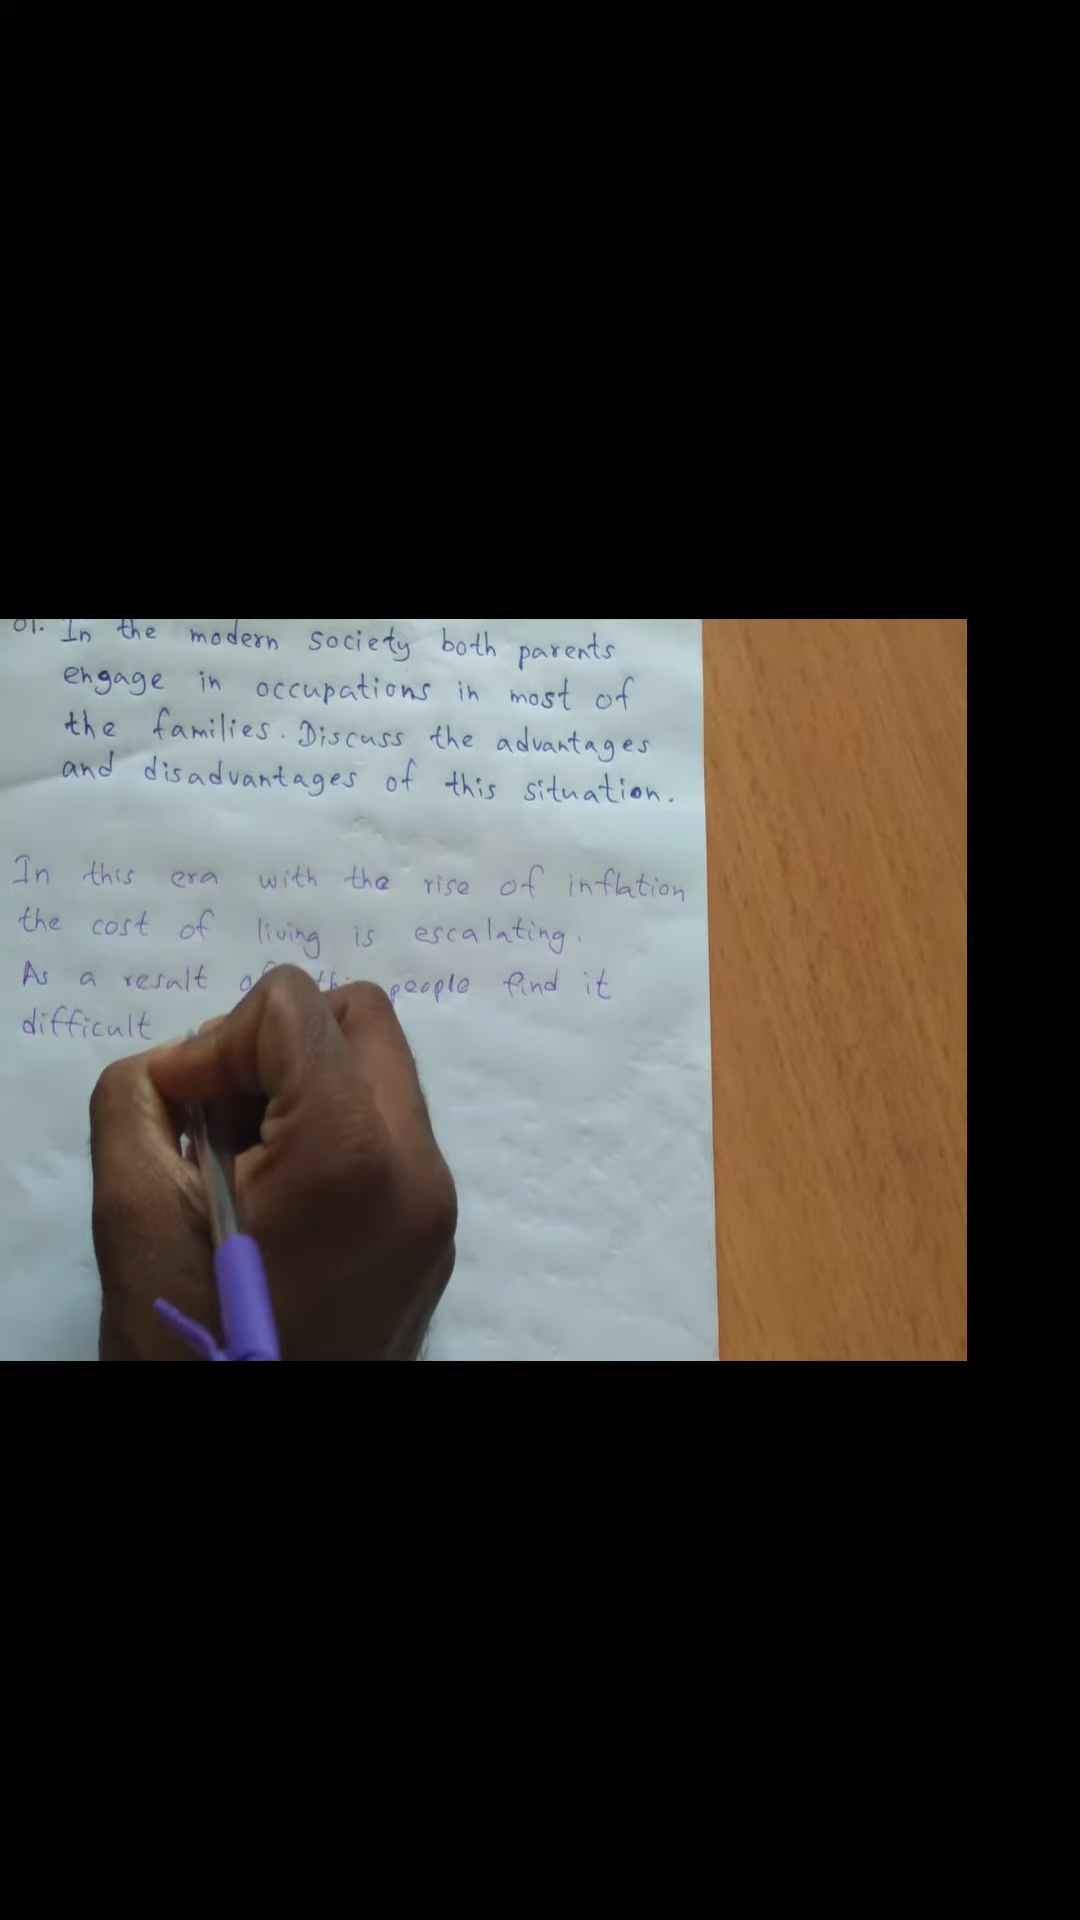 01. In the modern society both parents
engage in occupations in most of
the families. Discuss the advantages
and disadvantages of this situation.
In this era with the rise of inflation
the cost of living is escalating.
As a resalt people find it
difficult